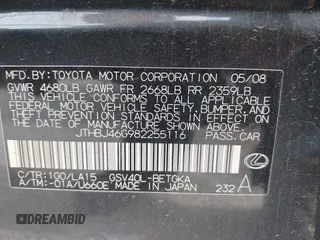 MFD.BY:TOYOTA MOTOR CORPORATION 05/08
GVWR 4680LB GAWR FR 2668LB RR 2359LB
THIS VEHICLE CONFORMS TO ALL APPLICABLE
FEDERAL MOTOR VEHICLE SAFETY, BUMPER, AND
THEFT PREVENTION STANDARDS IN EFFECT ON
THE DATE OF MANUFACTURE SHOWN ABOVE.
JTHBJ46G982255116 PASS.CAR
C/TR:1G0/LA15 GSV40L-BETGKA
A/TM:-01A/U660E MADE IN JAPAN 232 A
GREATBIDCARS